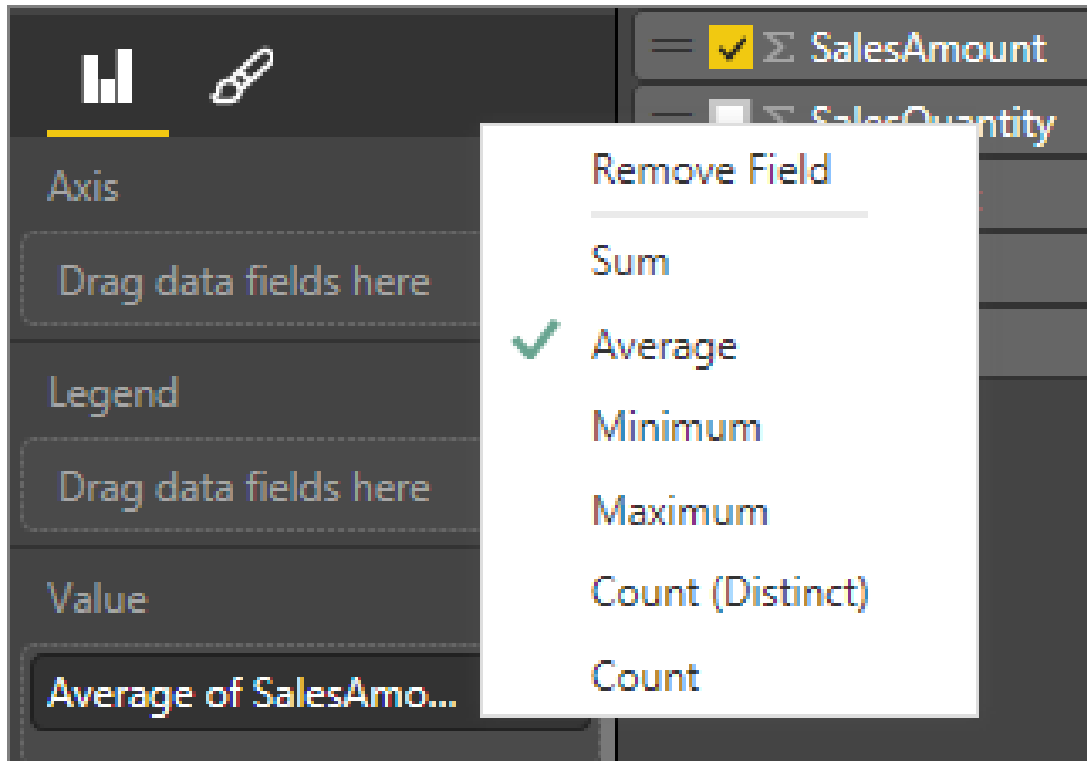 Σ SalesAmount
Σ SalesQuantity
Axis
Drag data fields here
Legend
Drag data fields here
Value
Average of SalesAmo...
Remove Field
Sum
Average
Minimum
Maximum
Count (Distinct)
Count